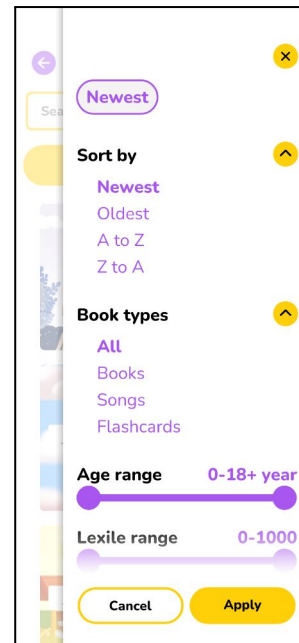 Sea
Newest
Sort by
Newest
Oldest
A to Z
Z to A
Book types
All
Books
Songs
Flashcards
Age range 0-18+ year
Lexile range 0-1000
Cancel Apply